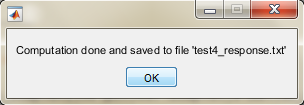 Computation done and saved to file 'test4_response.txt'
OK